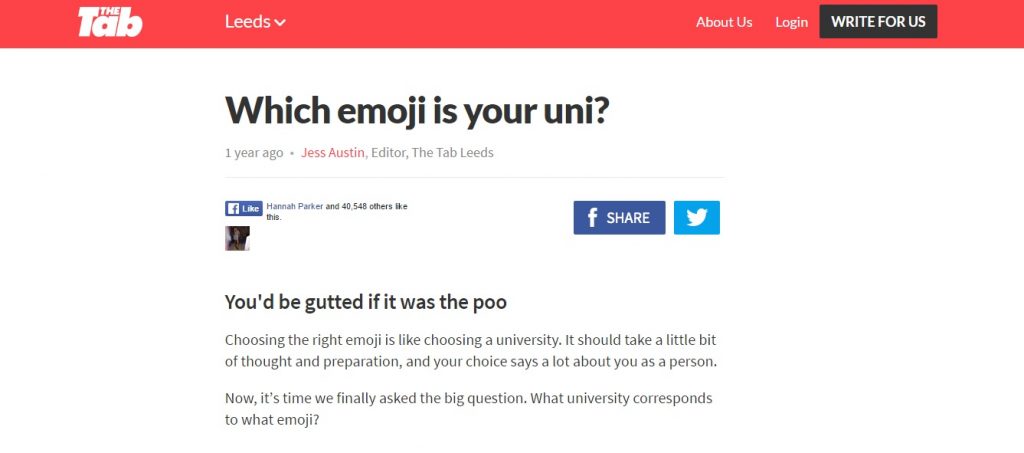 THE Tab
Leeds
About Us
Login
WRITE FOR US
Which emoji is your uni?
1 year ago • Jess Austin, Editor, The Tab Leeds
f Like
Hannah Parker and 40,548 others like
this.
f SHARE
You'd be gutted if it was the poo
Choosing the right emoji is like choosing a university. It should take a little bit
of thought and preparation, and your choice says a lot about you as a person.
Now, it’s time we finally asked the big question. What university corresponds
to what emoji?